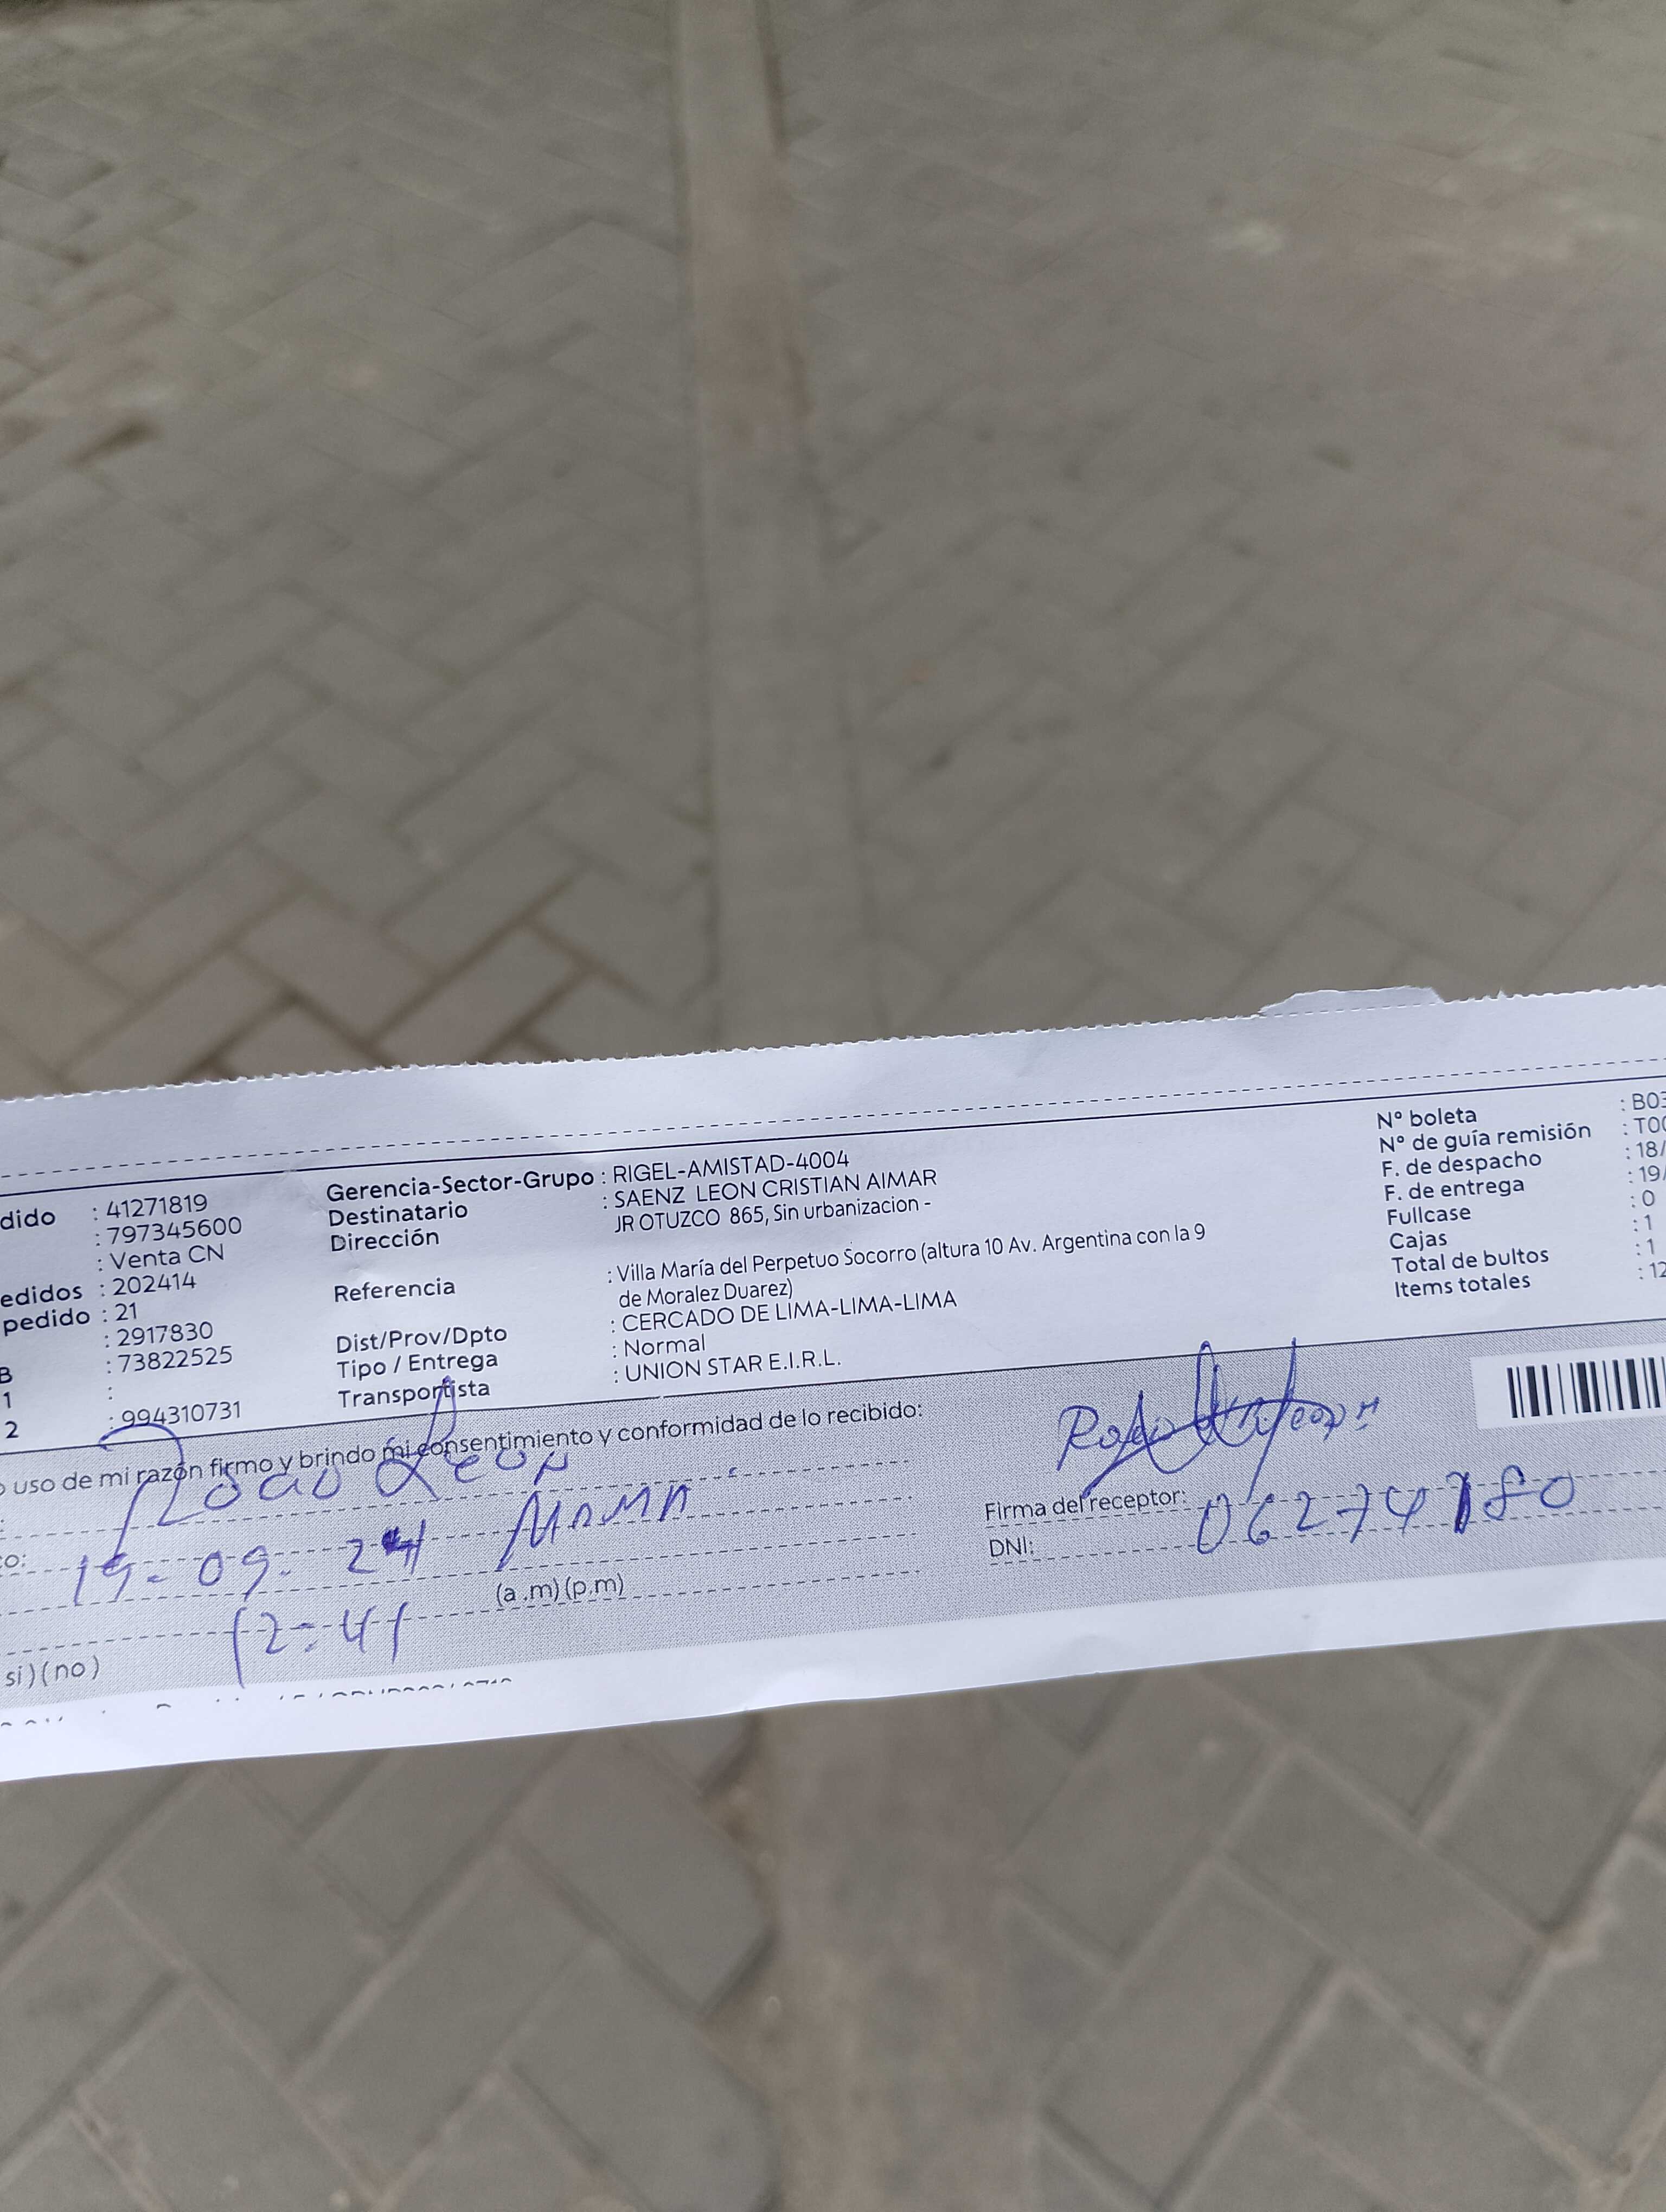 dido : 41271819
: 797345600
: Venta CN
edidos : 202414
pedido : 21
: 2917830
B : 73822525
1 :
2 : 994310731
Gerencia-Sector-Grupo : RIGEL-AMISTAD-4004
Destinatario : SAENZ LEON CRISTIAN AIMAR
Dirección JR OTUZCO 865, Sin urbanizacion -
Referencia : Villa María del Perpetuo Socorro (altura 10 Av. Argentina con la 9
de Moralez Duarez)
Dist/Prov/Dpto : CERCADO DE LIMA-LIMA-LIMA
Tipo / Entrega : Normal
Transportista : UNION STAR E.I.R.L.
N° boleta : B03
N° de guía remisión : T00
F. de despacho : 18/
F. de entrega : 19/
Fullcase : 0
Cajas : 1
Total de bultos : 1
Items totales : 12
o uso de mi razón firmo y brindo mi consentimiento y conformidad de lo recibido:
Leon
MAMA
19-09-24
12:41 (a.m)(p.m)
si)(no)
Firma del receptor:
DNI: 06274780